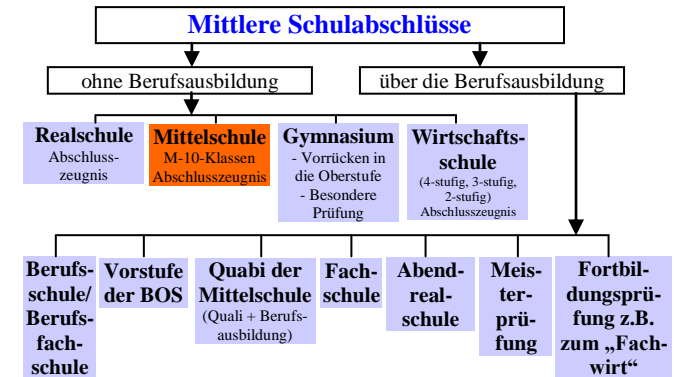 Mittlere Schulabschlüsse
ohne Berufsausbildung
über die Berufsausbildung
Realschule
Abschluss-
zeugnis
Mittelschule
M-10-Klassen
Abschlusszeugnis
Gymnasium
- Vorrücken in
die Oberstufe
- Besondere
Prüfung
Wirtschafts-
schule
(4-stufig, 3-stufig,
2-stufig)
Abschlusszeugnis
Berufs-
schule/
Berufs-
fach-
schule
Vorstufe
der BOS
Quabi der
Mittelschule
(Quali + Berufs-
ausbildung)
Fach-
schule
Abend-
real-
schule
Meis-
ter-
prü-
fung
Fortbil-
dungsprü-
fung z.B.
zum „Fach-
wirt“